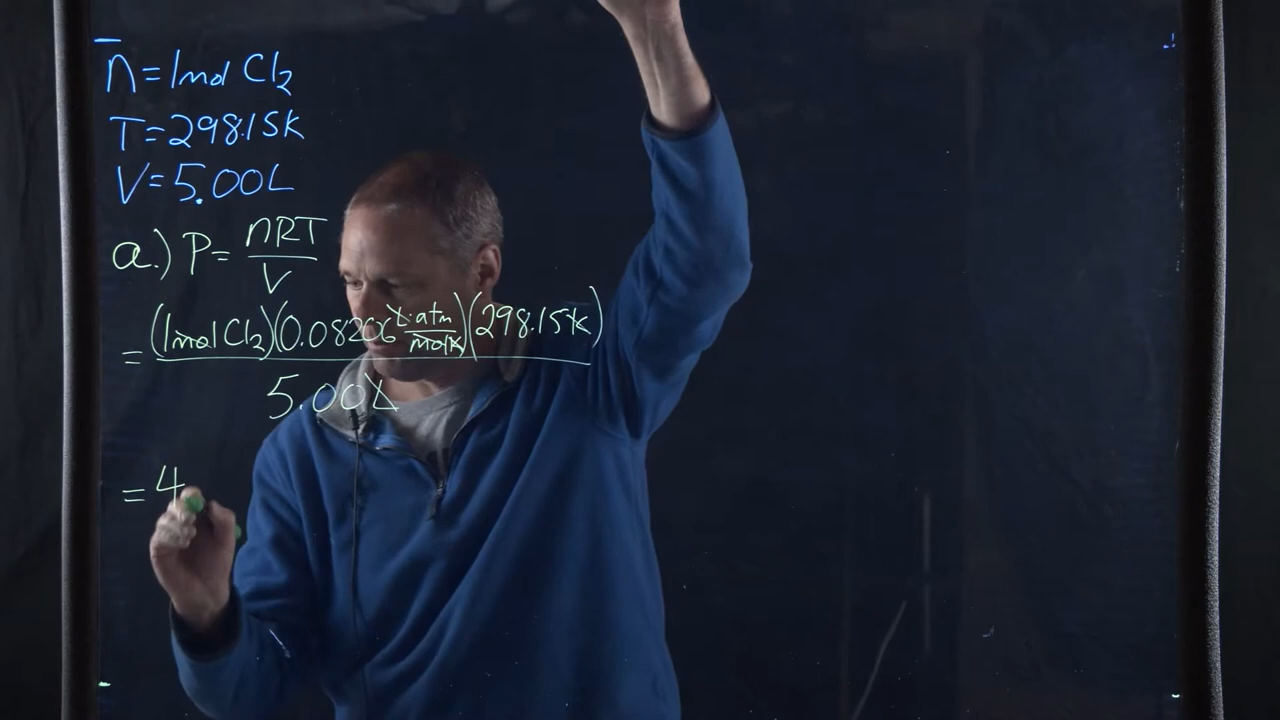 n=1mol Cl₂
T=298.15K
V=5.00L
a.) P= nRT
V
= (1mol Cl₂)(0.08206 L·atm/mol·K)(298.15K)
5.00L
= 4